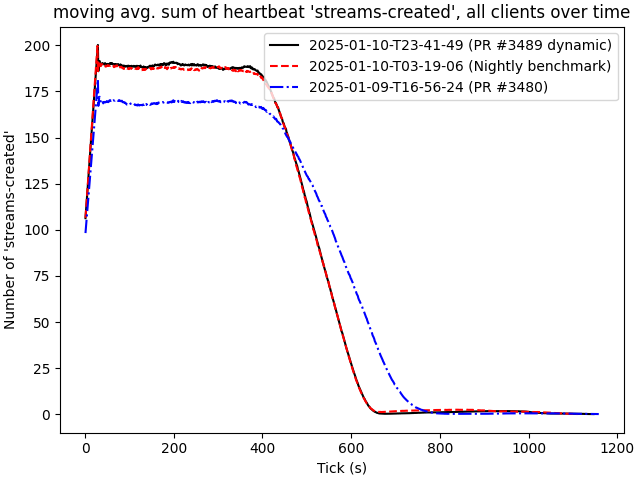 moving avg. sum of heartbeat 'streams-created', all clients over time
2025-01-10-T23-41-49 (PR #3489 dynamic)
2025-01-10-T03-19-06 (Nightly benchmark)
2025-01-09-T16-56-24 (PR #3480)
Number of 'streams-created'
200
175
150
125
100
75
50
25
0
0 200 400 600 800 1000 1200
Tick (s)